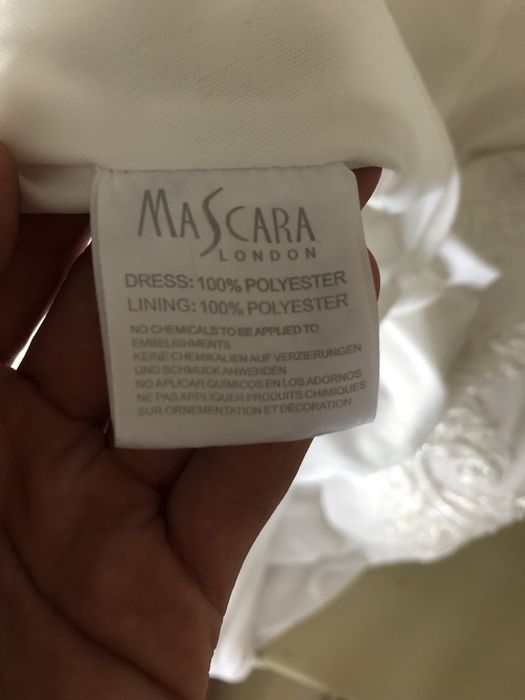 MASCARA
LONDON
DRESS: 100% POLYESTER
LINING: 100% POLYESTER
NO CHEMICALS TO BE APPLIED TO
EMBELISHMENTS
KEINE CHEMIKALIEN AUF VERZIERUNGEN
UND SCHMUCK ANWENDEN
NO APLICAR QUÍMICOS EN LOS ADORNOS
NE PAS APPLIQUER PRODUITS CHIMIQUES
SUR ORNEMENTATION ET DÉCORATION